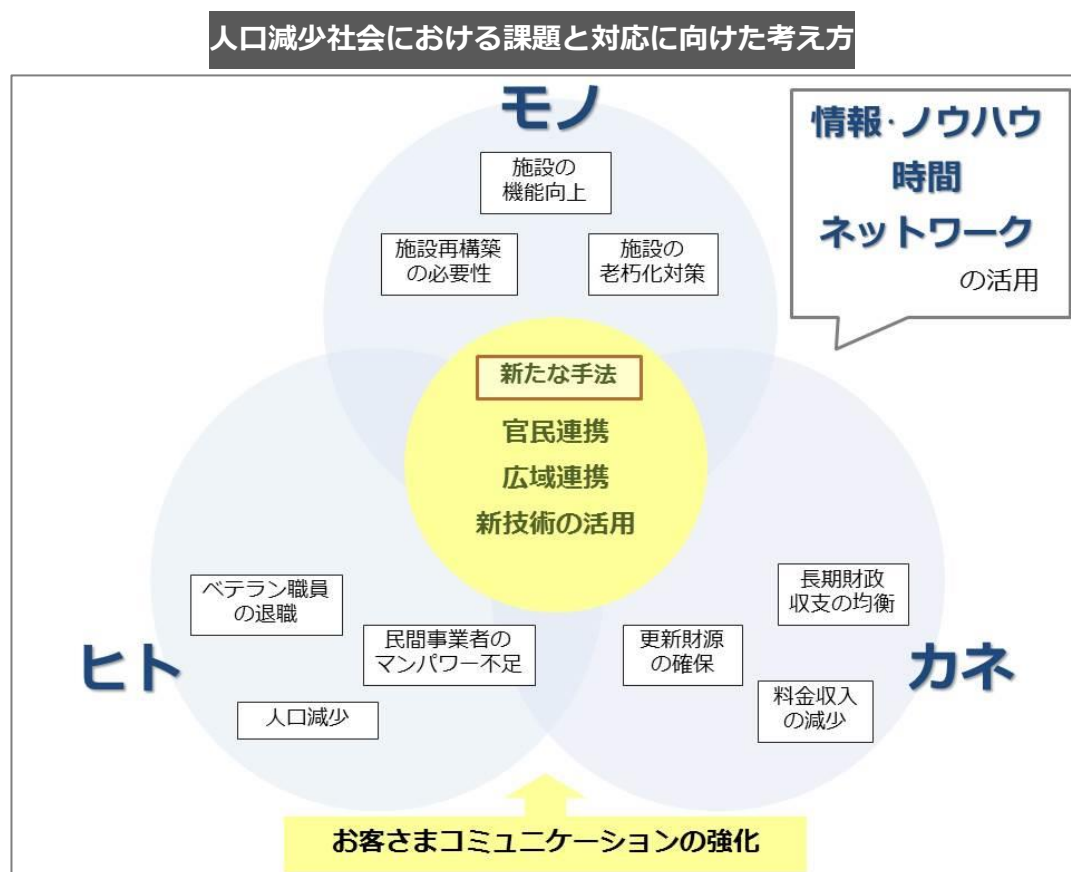 人口減少社会における課題と対応に向けた考え方
モノ
施設の
機能向上
施設再構築
の必要性
施設の
老朽化対策
情報・ノウハウ
時間
ネットワーク
の活用
新たな手法
官民連携
広域連携
新技術の活用
ヒト
ベテラン職員
の退職
民間事業者の
マンパワー不足
人口減少
カネ
長期財政
収支の均衡
更新財源
の確保
料金収入
の減少
お客さまコミュニケーションの強化